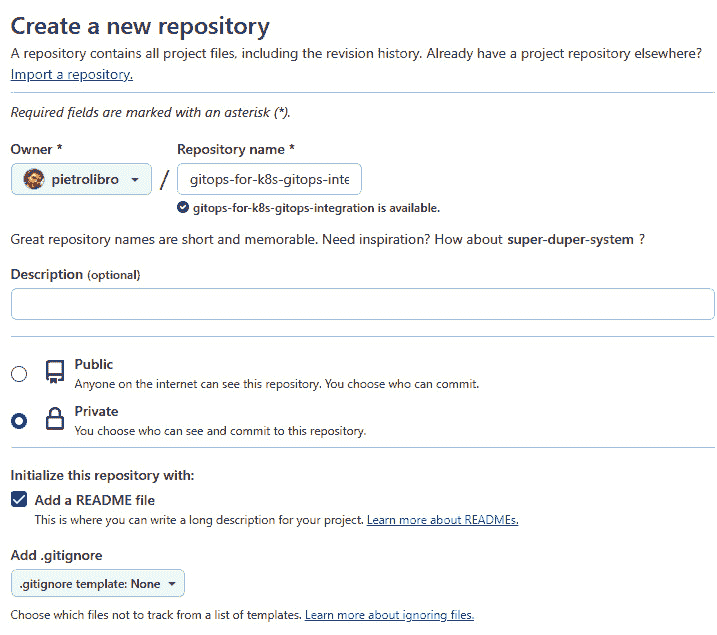 Create a new repository
A repository contains all project files, including the revision history. Already have a project repository elsewhere?
Import a repository.
Required fields are marked with an asterisk (*).
Owner * Repository name *
pietrolibro / gitops-for-k8s-gitops-inte
gitops-for-k8s-gitops-integration is available.
Great repository names are short and memorable. Need inspiration? How about super-duper-system ?
Description (optional)
Public
Anyone on the internet can see this repository. You choose who can commit.
Private
You choose who can see and commit to this repository.
Initialize this repository with:
Add a README file
This is where you can write a long description for your project. Learn more about READMEs.
Add .gitignore
.gitignore template: None
Choose which files not to track from a list of templates. Learn more about ignoring files.